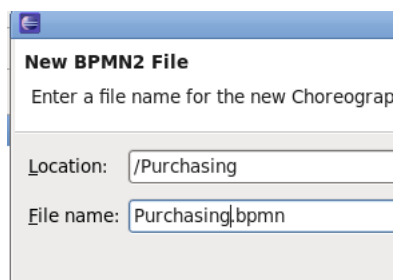 New BPMN2 File
Enter a file name for the new Choreograp
Location: /Purchasing
File name: Purchasing.bpmn